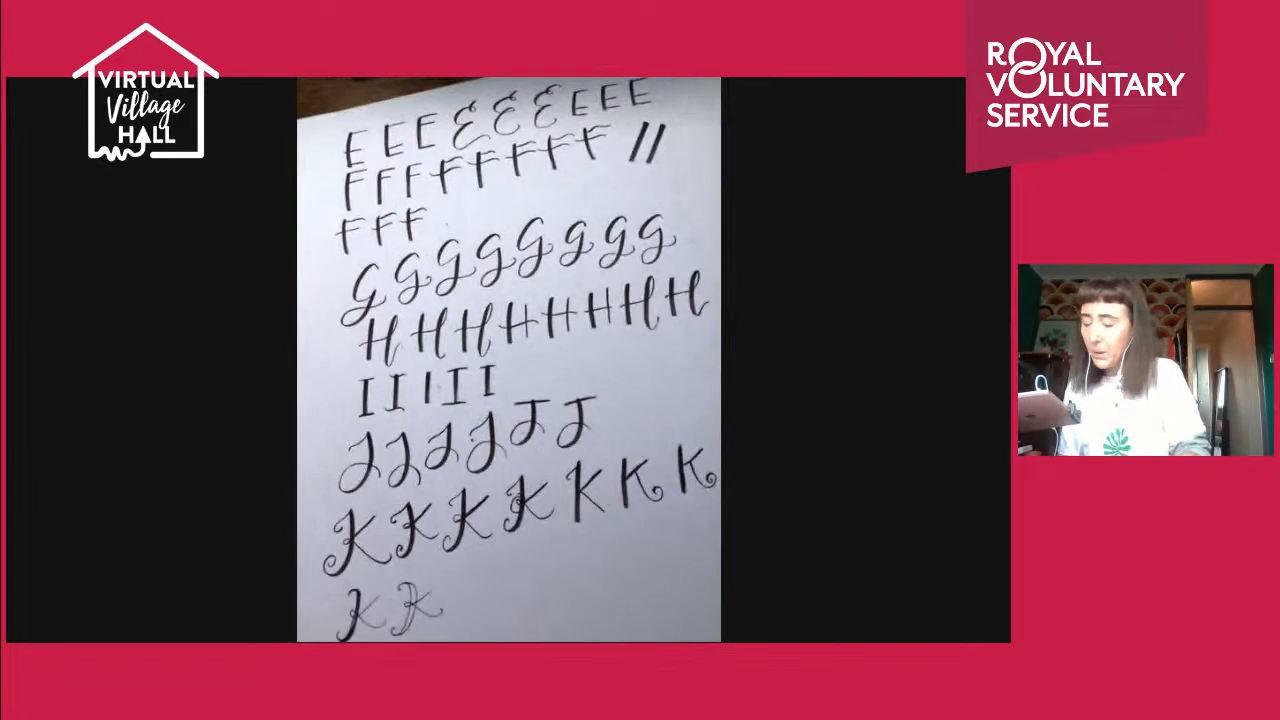 VIRTUAL
Village
HALL
ROYAL
VOLUNTARY
SERVICE
E E E E E E E E E
F F F F F F F F //
F F F
G G G G G G G G
H H H H H H H H
I I I I I
J J J J J J
K K K K K K K
K K